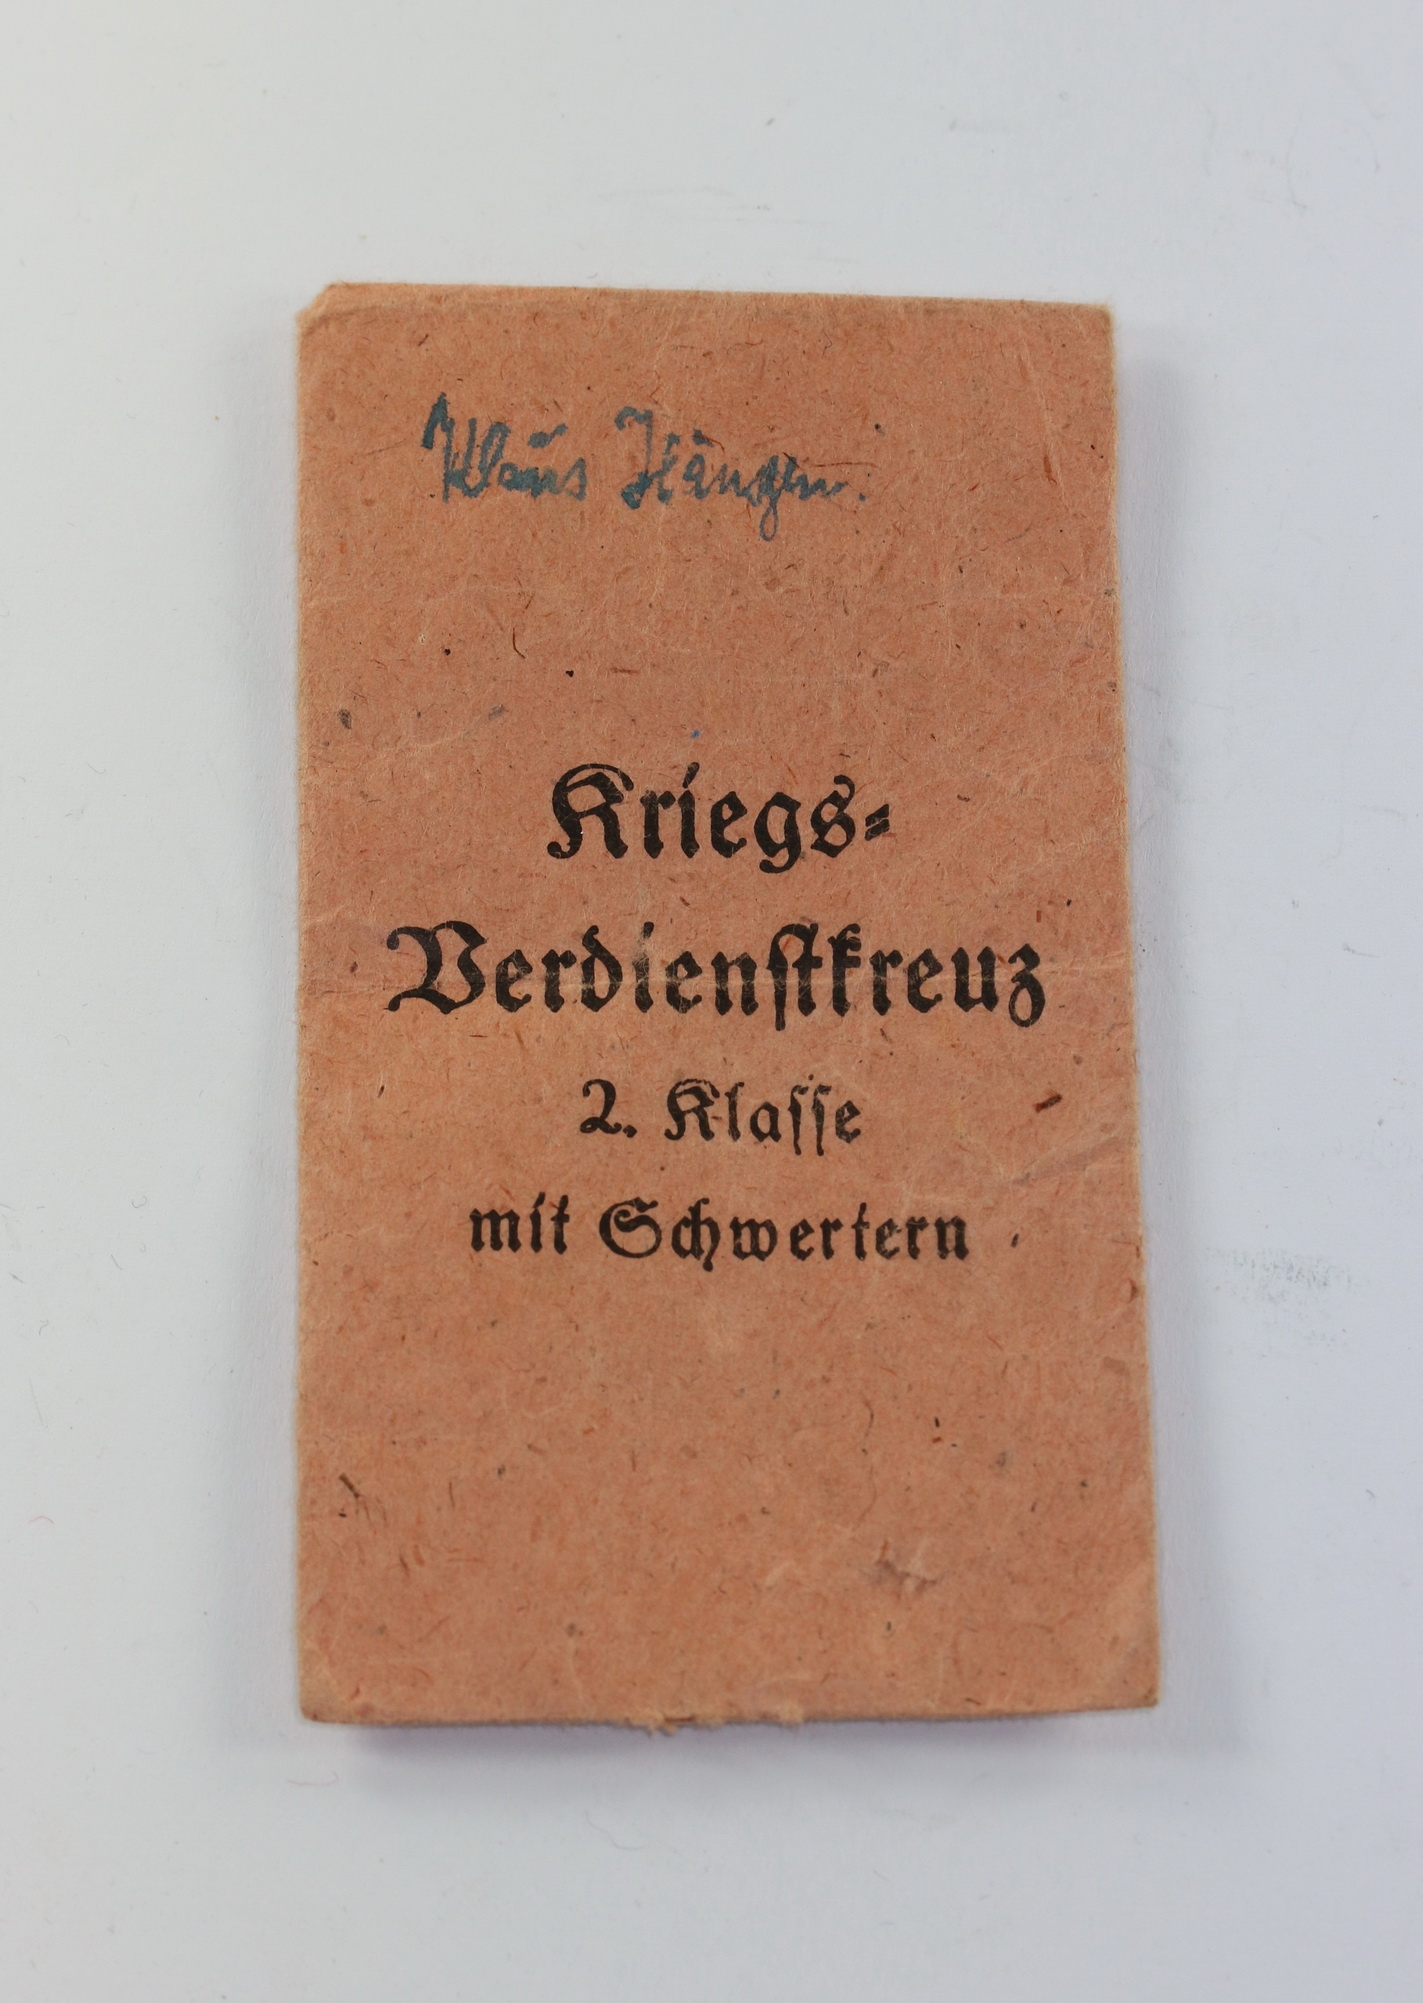 Klaus
Kriegs-
Verdienstkreuz
2. Klasse
mit Schwertern